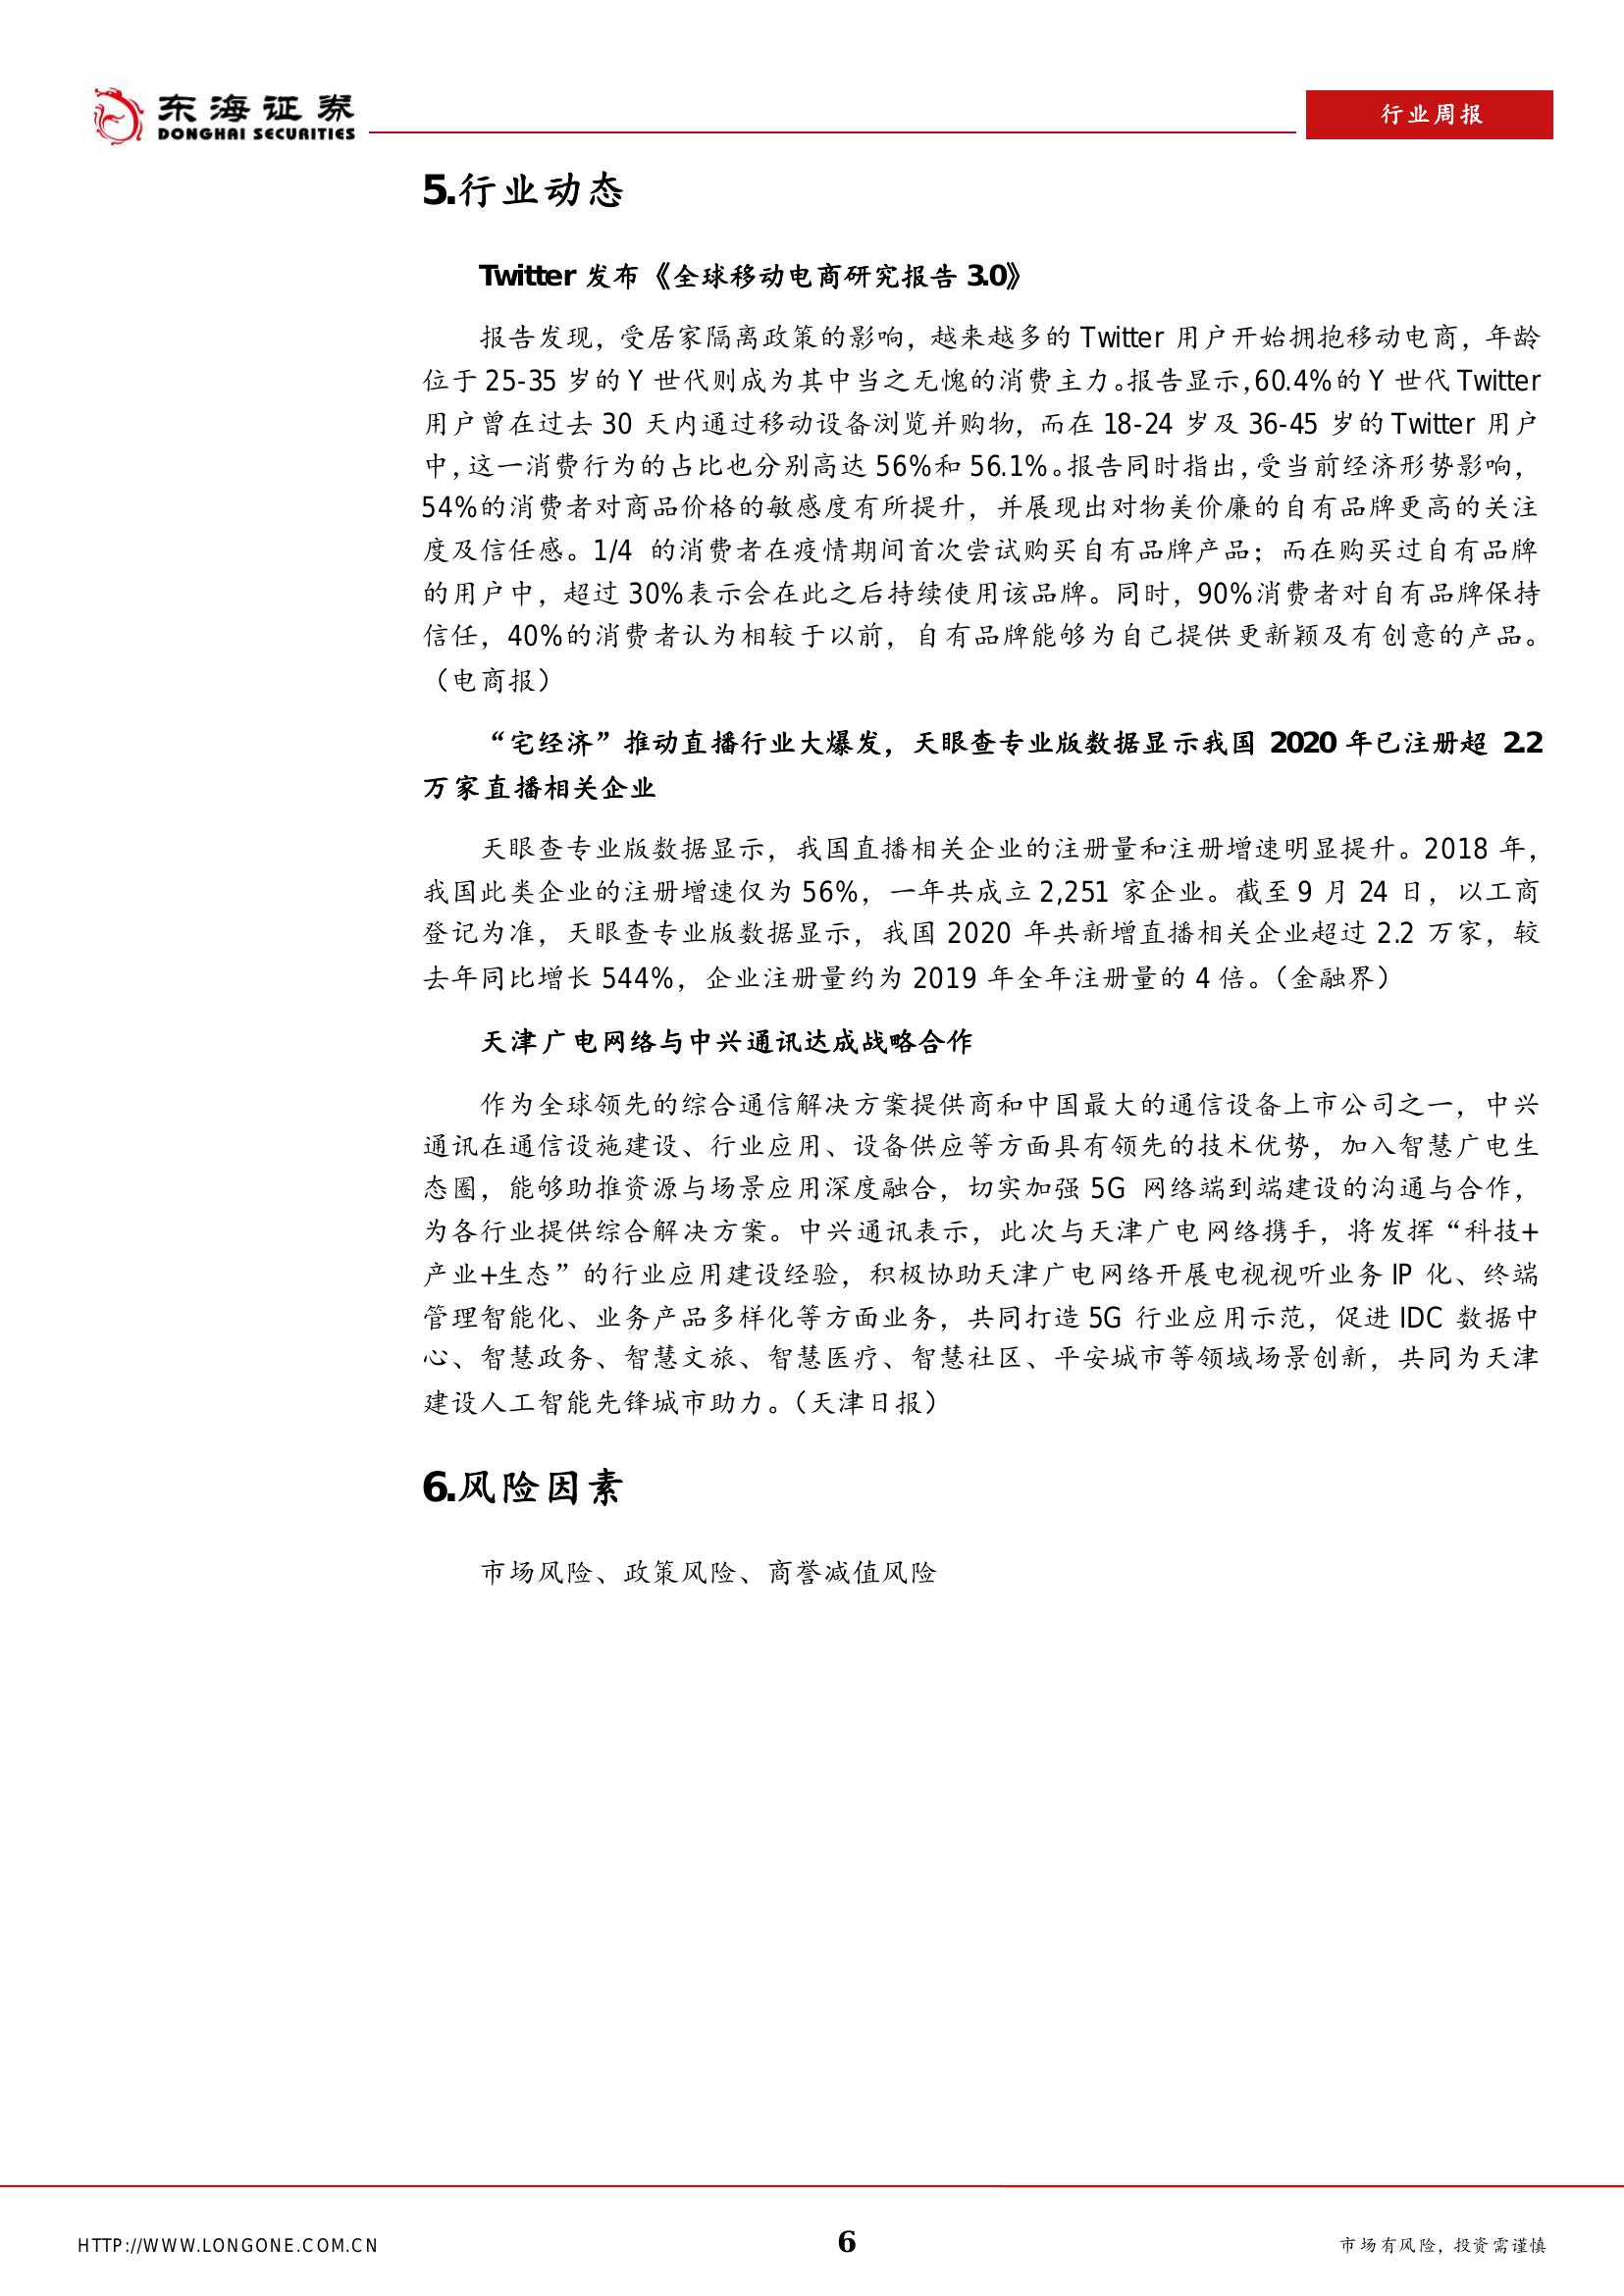 东海证券
DONGHAI SECURITIES
行业周报
5.行业动态
Twitter 发布《全球移动电商研究报告 3.0》
报告发现，受居家隔离政策的影响，越来越多的 Twitter 用户开始拥抱移动电商，年龄
位于 25-35 岁的 Y 世代则成为其中当之无愧的消费主力。报告显示，60.4%的 Y 世代 Twitter
用户曾在过去 30 天内通过移动设备浏览并购物，而在 18-24 岁及 36-45 岁的 Twitter 用户
中，这一消费行为的占比也分别高达 56%和 56.1%。报告同时指出，受当前经济形势影响，
54%的消费者对商品价格的敏感度有所提升，并展现出对物美价廉的自有品牌更高的关注
度及信任感。1/4 的消费者在疫情期间首次尝试购买自有品牌产品；而在购买过自有品牌
的用户中，超过 30%表示会在此之后持续使用该品牌。同时，90%消费者对自有品牌保持
信任，40%的消费者认为相较于以前，自有品牌能够为自己提供更新颖及有创意的产品。
（电商报）
“宅经济”推动直播行业大爆发，天眼查专业版数据显示我国 2020 年已注册超 2.2
万家直播相关企业
天眼查专业版数据显示，我国直播相关企业的注册量和注册增速明显提升。2018 年，
我国此类企业的注册增速仅为 56%，一年共成立 2,251 家企业。截至 9 月 24 日，以工商
登记为准，天眼查专业版数据显示，我国 2020 年共新增直播相关企业超过 2.2 万家，较
去年同比增长 544%，企业注册量约为 2019 年全年注册量的 4 倍。（金融界）
天津广电网络与中兴通讯达成战略合作
作为全球领先的综合通信解决方案提供商和中国最大的通信设备上市公司之一，中兴
通讯在通信设施建设、行业应用、设备供应等方面具有领先的技术优势，加入智慧广电生
态圈，能够助推资源与场景应用深度融合，切实加强 5G 网络端到端建设的沟通与合作，
为各行业提供综合解决方案。中兴通讯表示，此次与天津广电网络携手，将发挥“科技+
产业+生态”的行业应用建设经验，积极协助天津广电网络开展电视视听业务 IP 化、终端
管理智能化、业务产品多样化等方面业务，共同打造 5G 行业应用示范，促进 IDC 数据中
心、智慧政务、智慧文旅、智慧医疗、智慧社区、平安城市等领域场景创新，共同为天津
建设人工智能先锋城市助力。（天津日报）
6.风险因素
市场风险、政策风险、商誉减值风险
HTTP://WWW.LONGONE.COM.CN
6
市场有风险，投资需谨慎